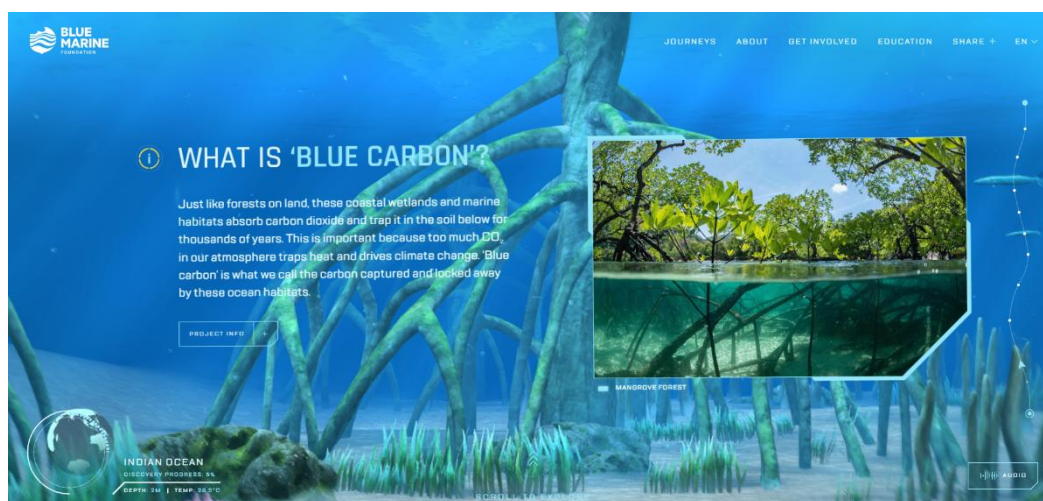 BLUE
MARINE
FOUNDATION
JOURNEYS ABOUT GET INVOLVED EDUCATION SHARE + EN
WHAT IS ‘BLUE CARBON’?
Just like forests on land, these coastal wetlands and marine
habitats absorb carbon dioxide and trap it in the soil below for
thousands of years. This is important because too much CO₂
in our atmosphere traps heat and drives climate change. ‘Blue
carbon’ is what we call the carbon captured and locked away
by these ocean habitats.
PROJECT INFO +
MANGROVE FOREST
INDIAN OCEAN
DISCOVERY PROGRESS: 5%
DEPTH: 2M | TEMP: 28.5°C
SCROLL TO EXPLORE
AUDIO